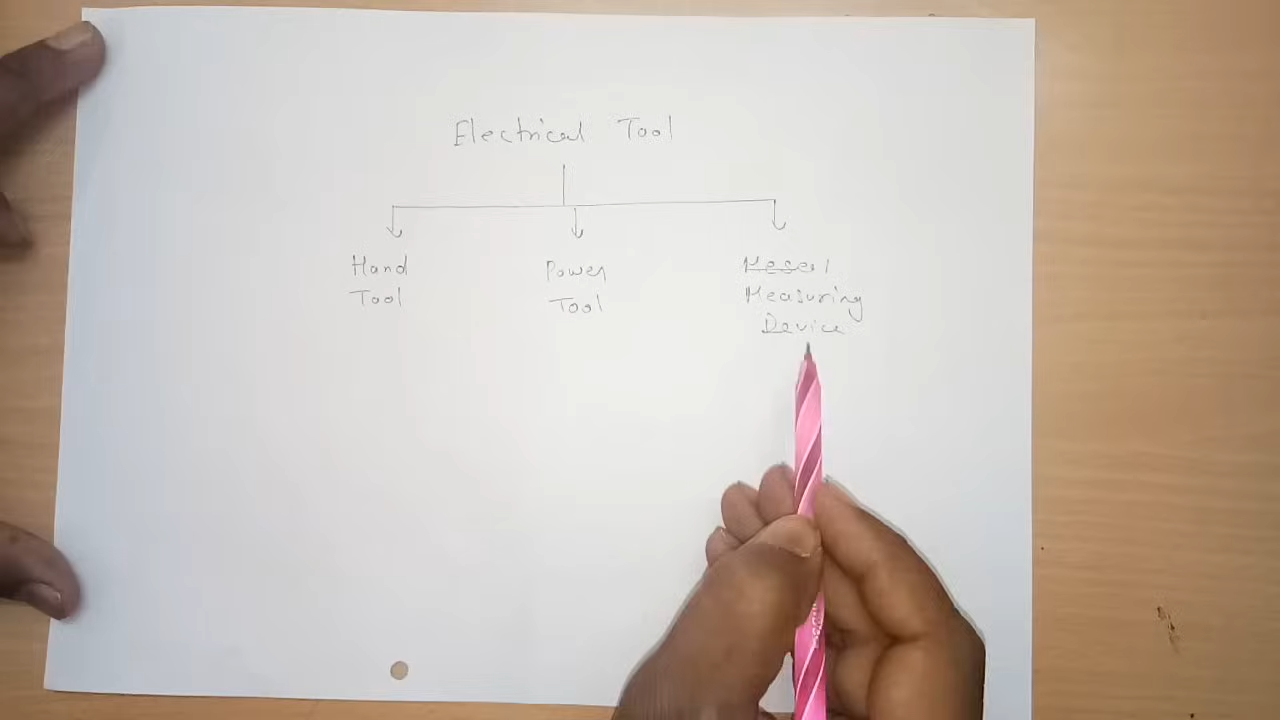 Electrical Tool
Hand
Tool
Power
Tool
Measuring
Device